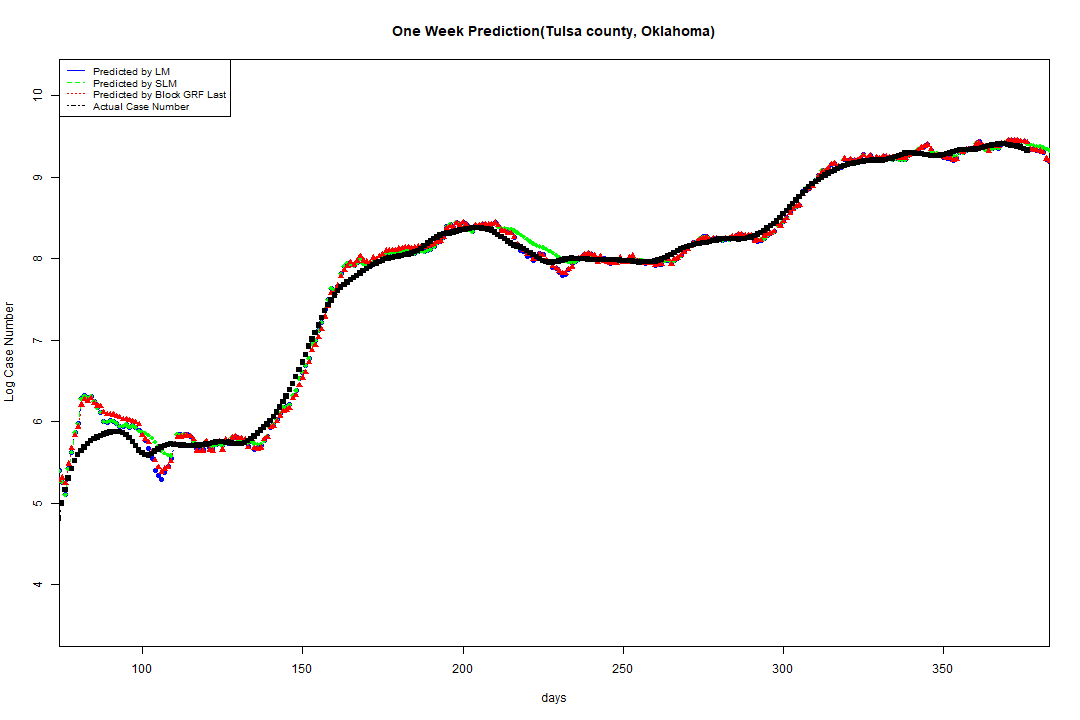 One Week Prediction(Tulsa county, Oklahoma)
Predicted by LM
Predicted by SLM
Predicted by Block GRF Last
Actual Case Number
Log Case Number
10
9
8
7
6
5
4
100 150 200 250 300 350
days